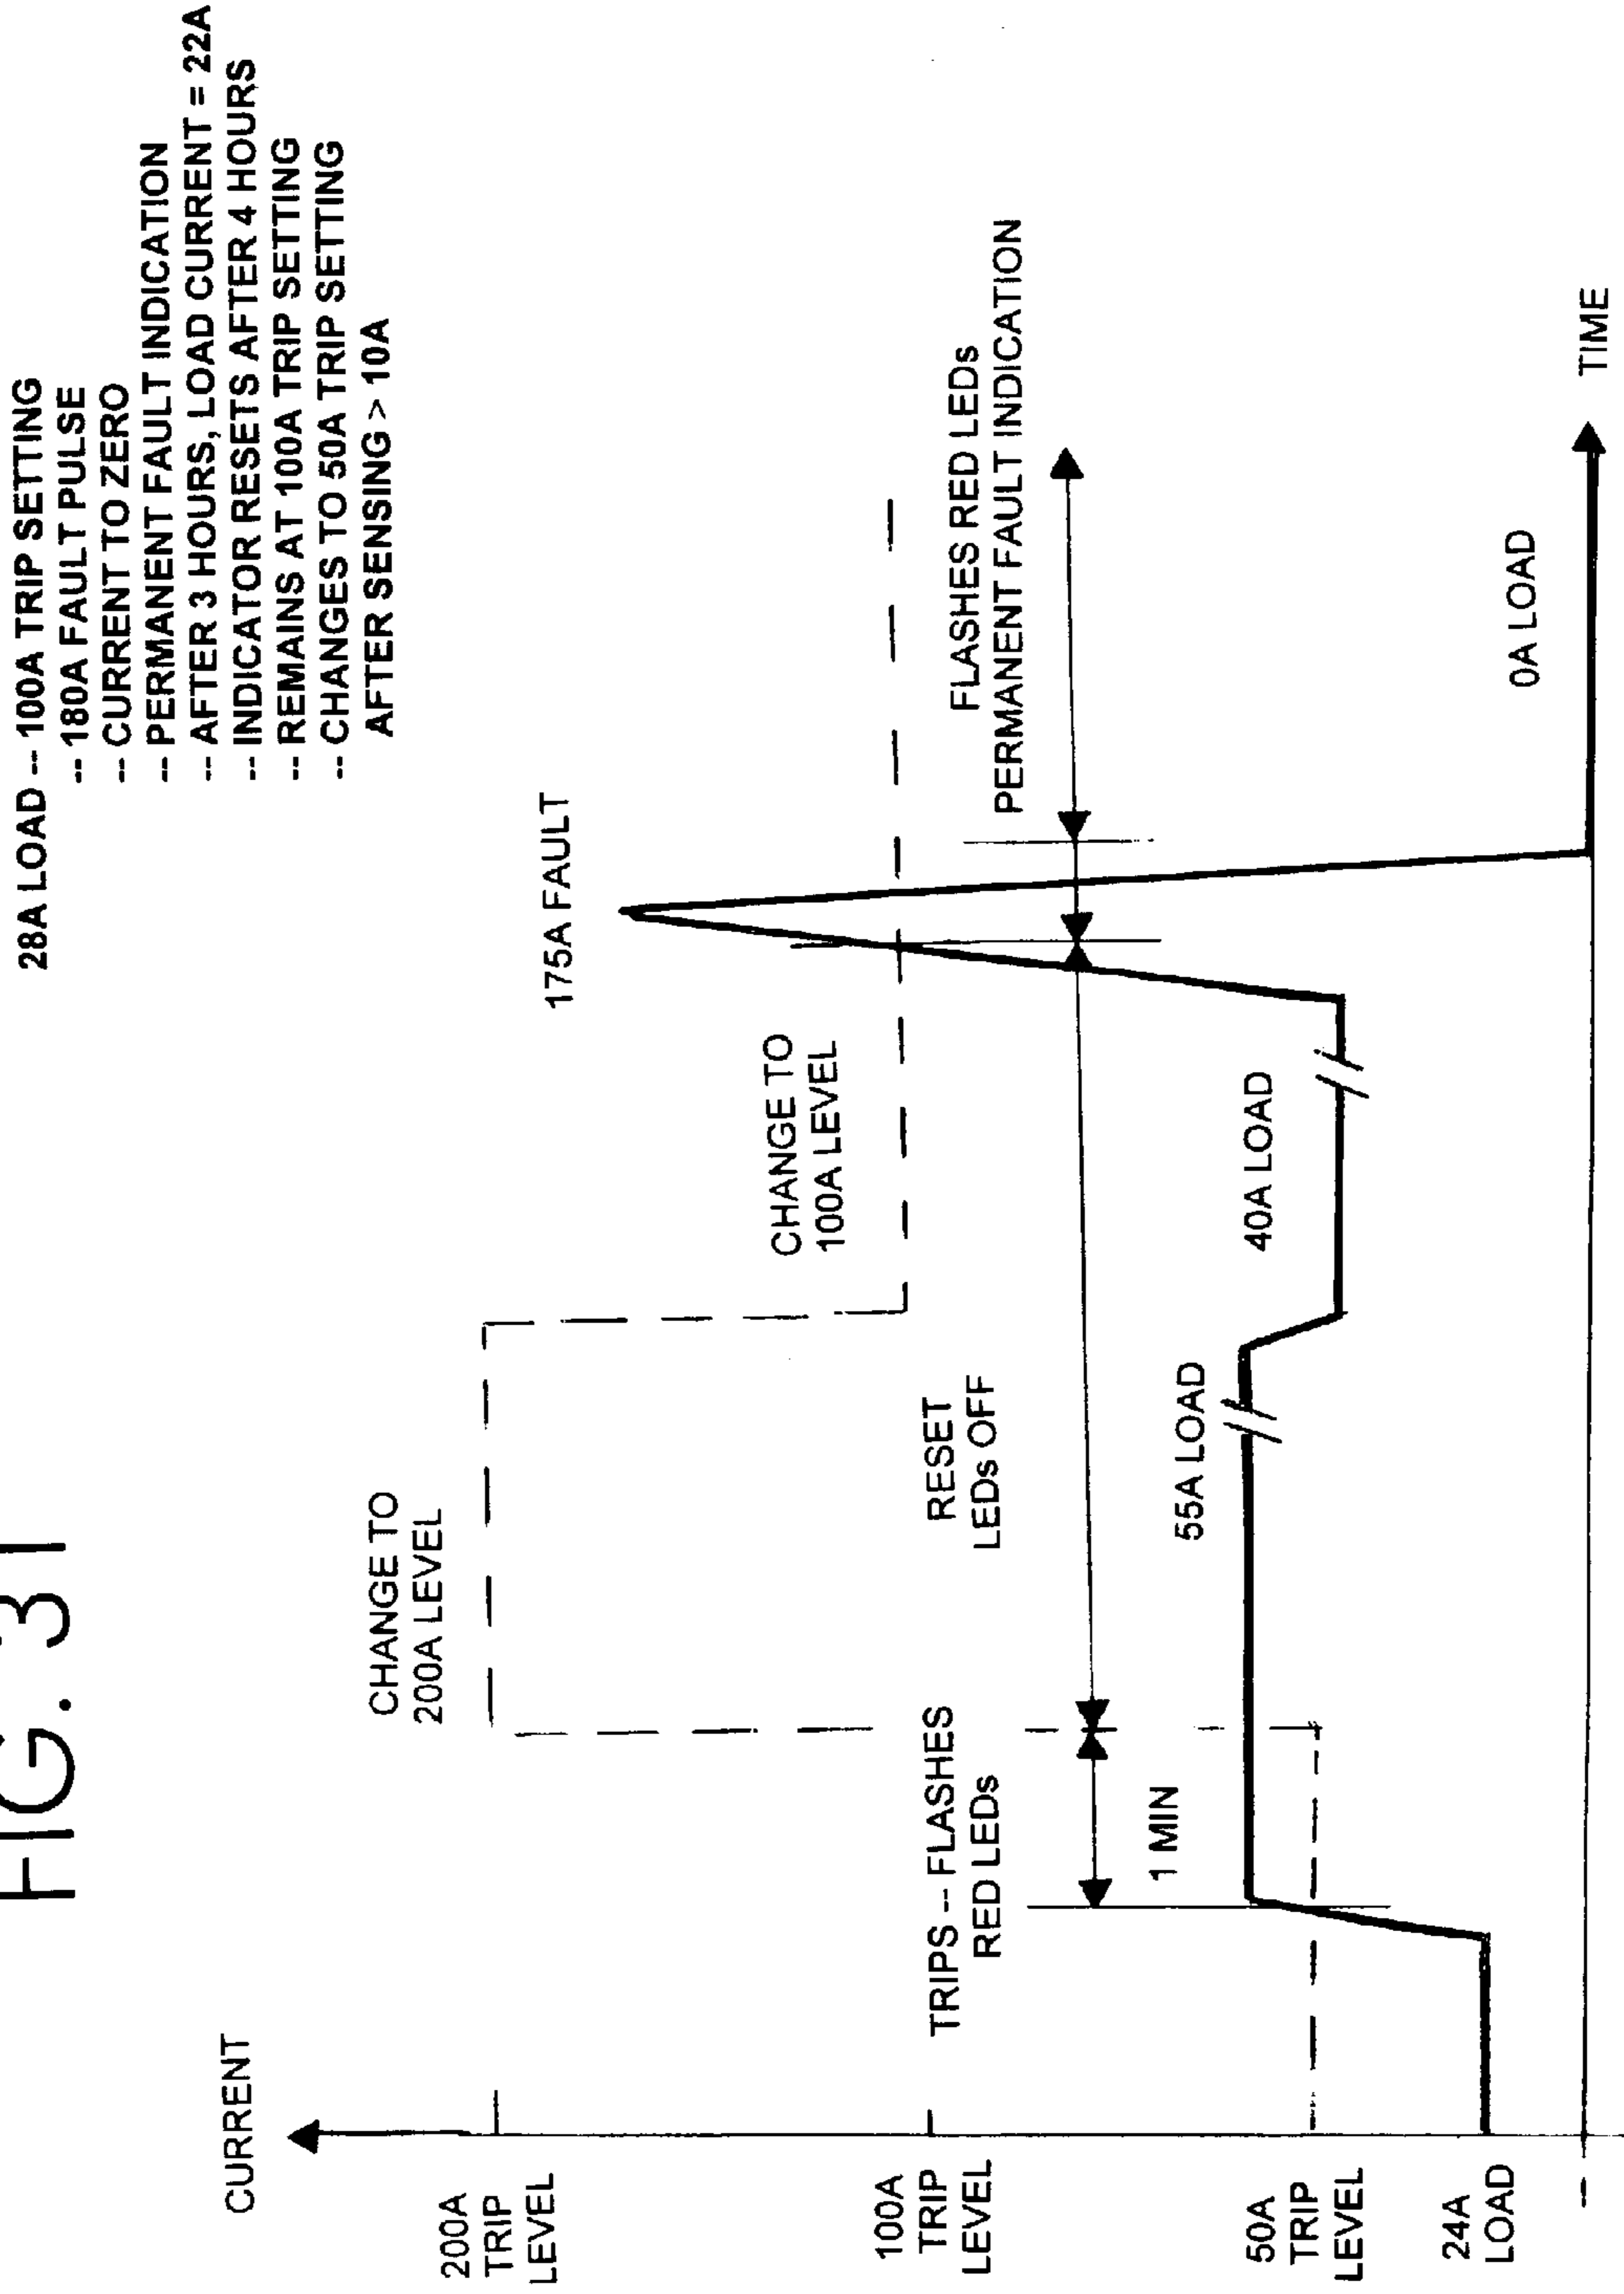 FIG. 31
28A LOAD -- 100A TRIP SETTING
-- 180A FAULT PULSE
-- CURRENT TO ZERO
-- PERMANENT FAULT INDICATION
-- AFTER 3 HOURS, LOAD CURRENT = 22A
-- INDICATOR RESETS AFTER 4 HOURS
-- REMAINS AT 100A TRIP SETTING
-- CHANGES TO 50A TRIP SETTING
AFTER SENSING > 10A
CURRENT
200A
TRIP
LEVEL
CHANGE TO
200A LEVEL
175A FAULT
CHANGE TO
100A LEVEL
100A
TRIP
LEVEL
TRIPS -- FLASHES
RED LEDs
RESET
LEDs OFF
FLASHES RED LEDs
PERMANENT FAULT INDICATION
1 MIN
55A LOAD
40A LOAD
50A
TRIP
LEVEL
24A
LOAD
0A LOAD
TIME